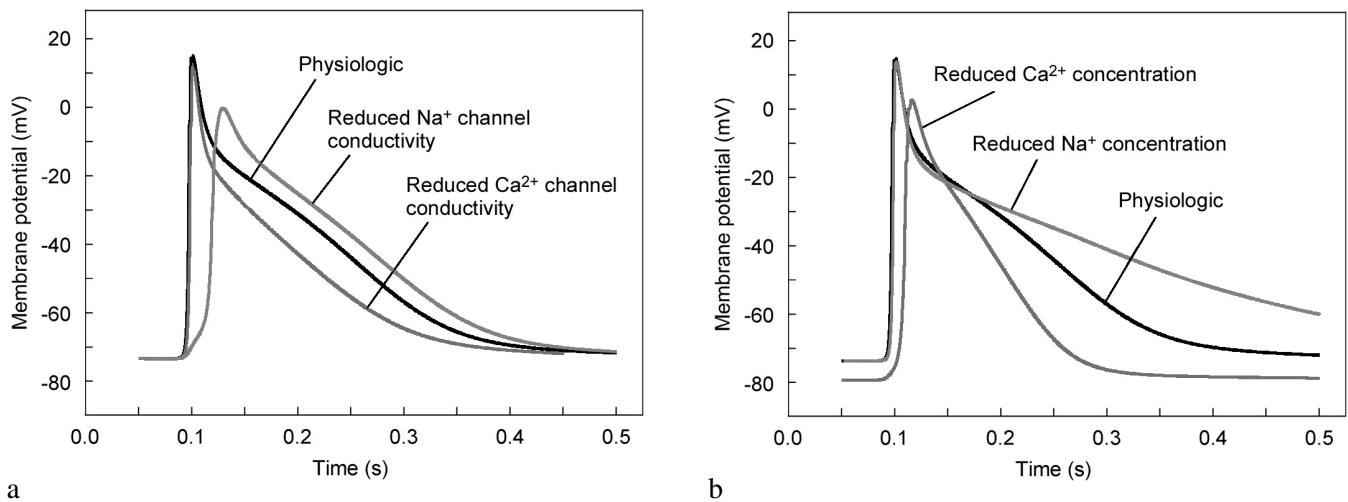 20
0
-20
-40
-60
-80
Membrane potential (mV)
Physiologic
Reduced Na⁺ channel
conductivity
Reduced Ca²⁺ channel
conductivity
0.0 0.1 0.2 0.3 0.4 0.5
Time (s)
a
20
0
-20
-40
-60
-80
Membrane potential (mV)
Reduced Ca²⁺ concentration
Reduced Na⁺ concentration
Physiologic
0.0 0.1 0.2 0.3 0.4 0.5
Time (s)
b